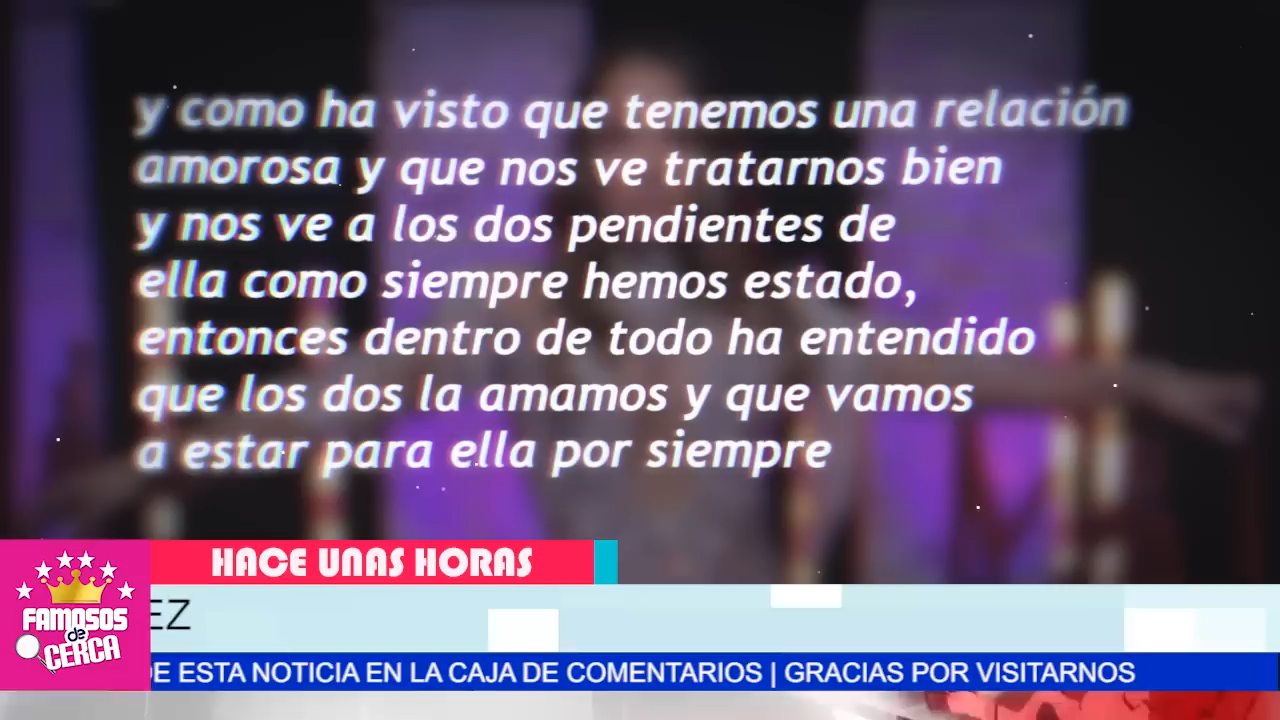 y como ha visto que tenemos una relación
amorosa y que nos ve tratarnos bien
y nos ve a los dos pendientes de
ella como siempre hemos estado,
entonces dentro de todo ha entendido
que los dos la amamos y que vamos
a estar para ella por siempre
HACE UNAS HORAS
EZ
FAMOSOS
de
CERCA
DE ESTA NOTICIA EN LA CAJA DE COMENTARIOS | GRACIAS POR VISITARNOS